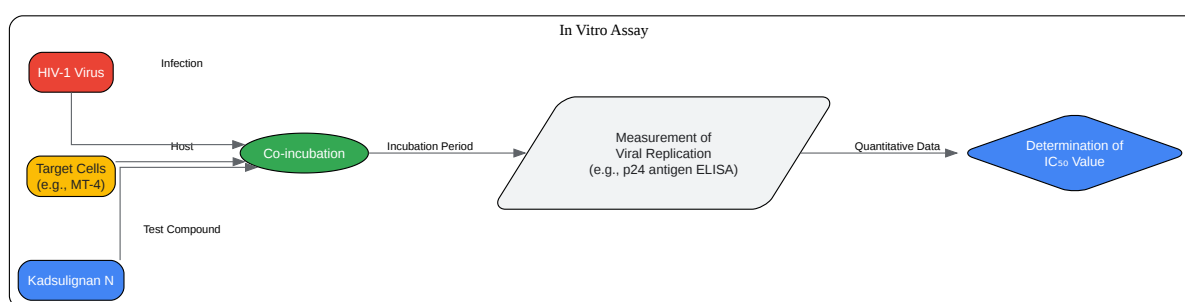 In Vitro Assay
HIV-1 Virus
Infection
Host
Target Cells
(e.g., MT-4)
Test Compound
Kadsulignan N
Co-incubation
Incubation Period
Measurement of
Viral Replication
(e.g., p24 antigen ELISA)
Quantitative Data
Determination of
IC₅₀ Value